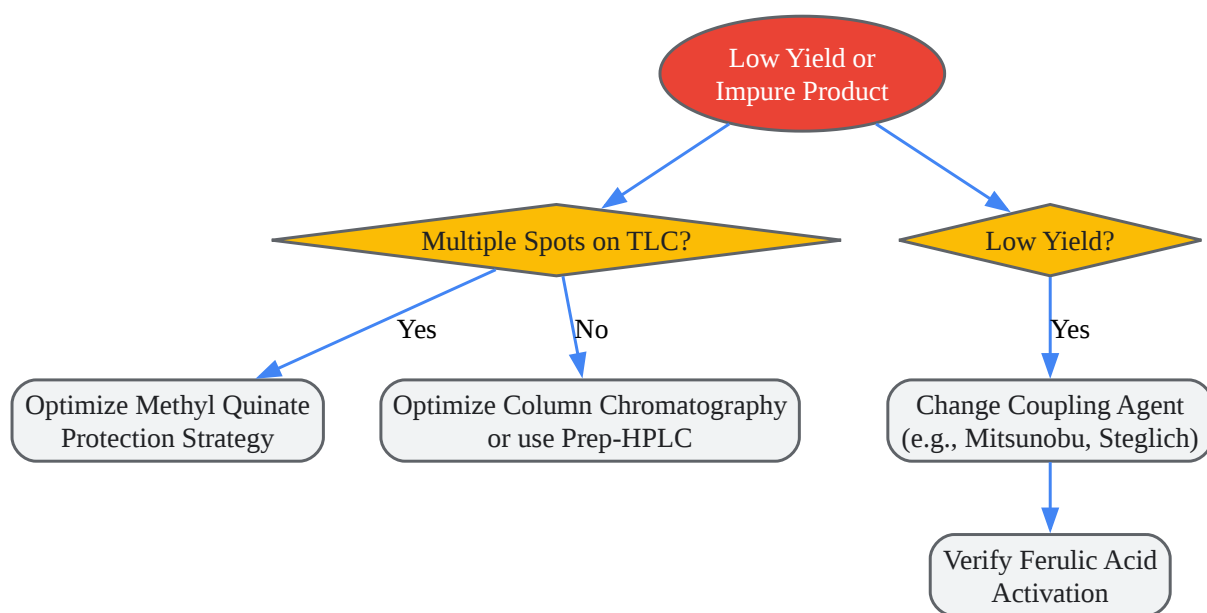 Low Yield or
Impure Product
Multiple Spots on TLC?
Low Yield?
Yes
No
Yes
Optimize Methyl Quinate
Protection Strategy
Optimize Column Chromatography
or use Prep-HPLC
Change Coupling Agent
(e.g., Mitsunobu, Steglich)
Verify Ferulic Acid
Activation